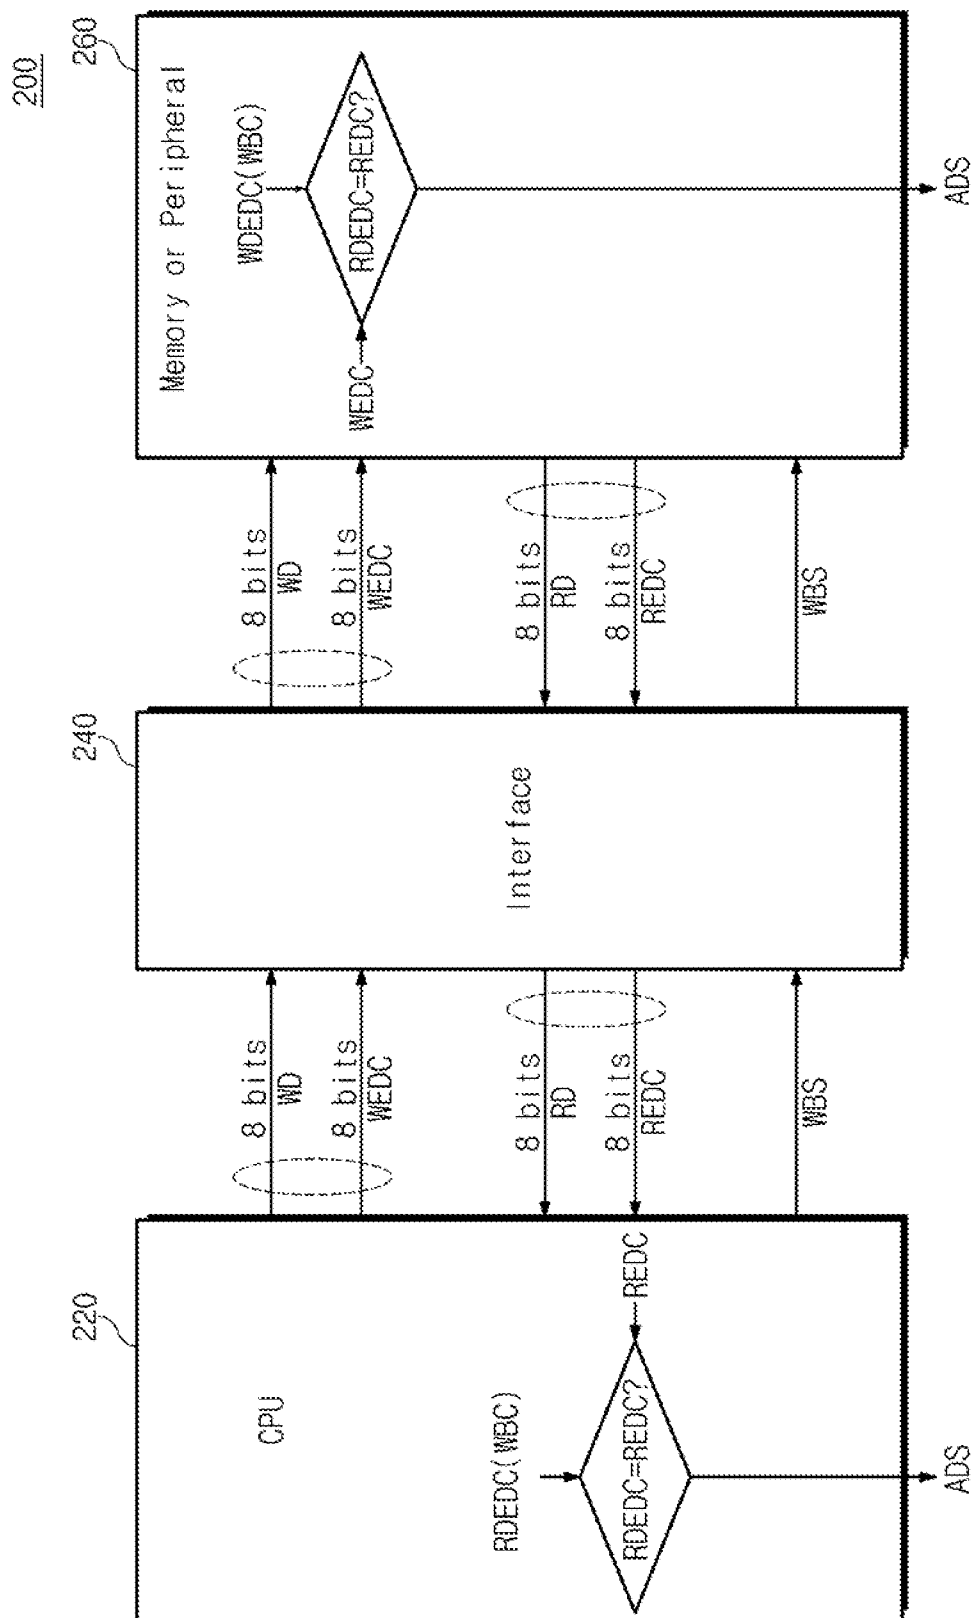 200
220
CPU
RDEDC(WBC)
RDEDC=REDC?
REDC
ADS
8 bits
WD
8 bits
WEDC
8 bits
RD
8 bits
REDC
WBS
240
Interface
8 bits
WD
8 bits
WEDC
8 bits
RD
8 bits
REDC
WBS
260
Memory or Peripheral
WDEDC(WBC)
WEDC
RDEDC=REDC?
ADS